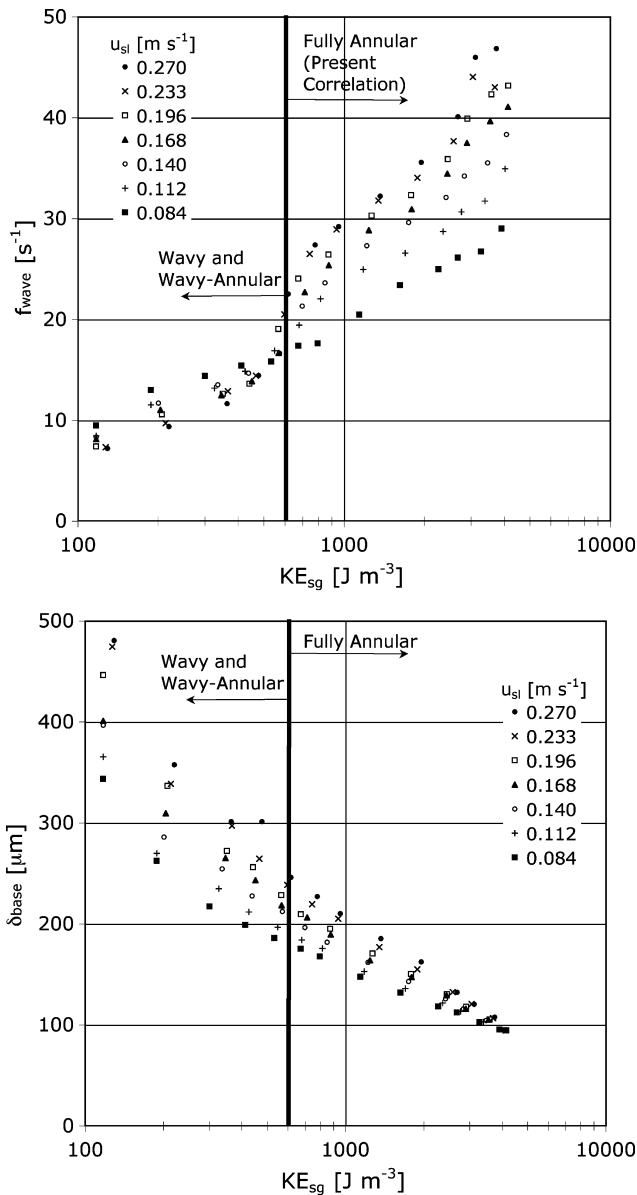 50
40
30
20
10
0
f_wave [s⁻¹]
u_sl [m s⁻¹]
0.270
0.233
0.196
0.168
0.140
0.112
0.084
Fully Annular
(Present
Correlation)
Wavy and
Wavy-Annular
100
1000
10000
KE_sg [J m⁻³]
500
400
300
200
100
0
δ_base [μm]
Fully Annular
Wavy and
Wavy-Annular
u_sl [m s⁻¹]
0.270
0.233
0.196
0.168
0.140
0.112
0.084
100
1000
10000
KE_sg [J m⁻³]